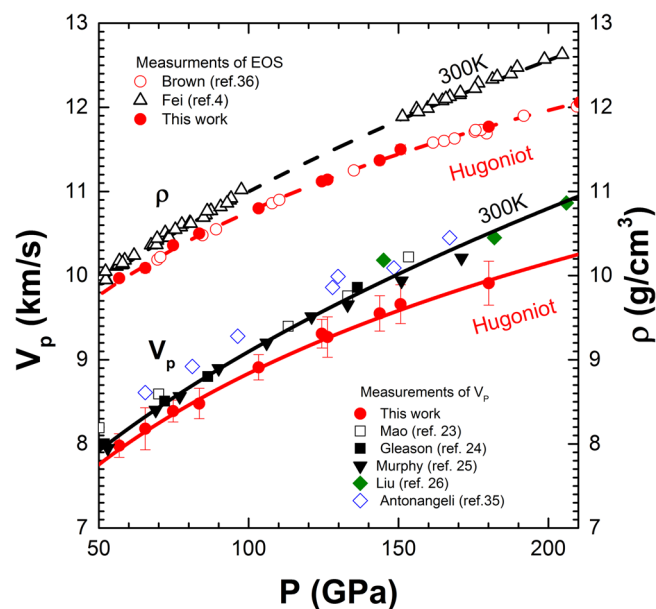 Measurments of EOS
Brown (ref.36)
Fei (ref.4)
This work
300K
Hugoniot
ρ
300K
Hugoniot
Vp
Measurements of VP
This work
Mao (ref. 23)
Gleason (ref. 24)
Murphy (ref. 25)
Liu (ref. 26)
Antonangeli (ref.35)
13
12
11
10
9
8
7
Vp (km/s)
13
12
11
10
9
8
7
ρ (g/cm³)
50
100
150
200
P (GPa)